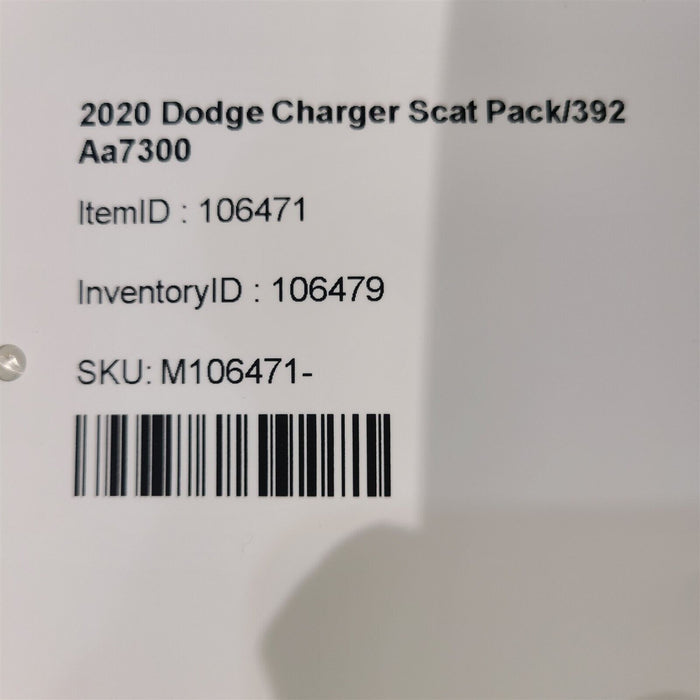 2020 Dodge Charger Scat Pack/392
Aa7300
ItemID : 106471
InventoryID : 106479
SKU: M106471-